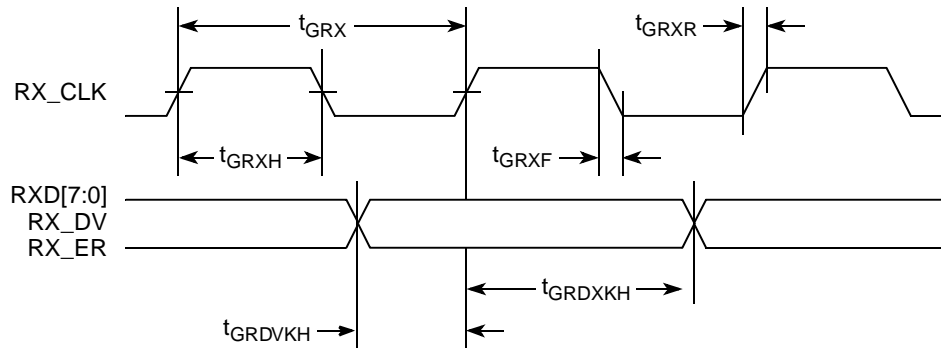 tGRX
tGRXR
RX_CLK
tGRXH
tGRXF
RXD[7:0]
RX_DV
RX_ER
tGRDXKH
tGRDVKH